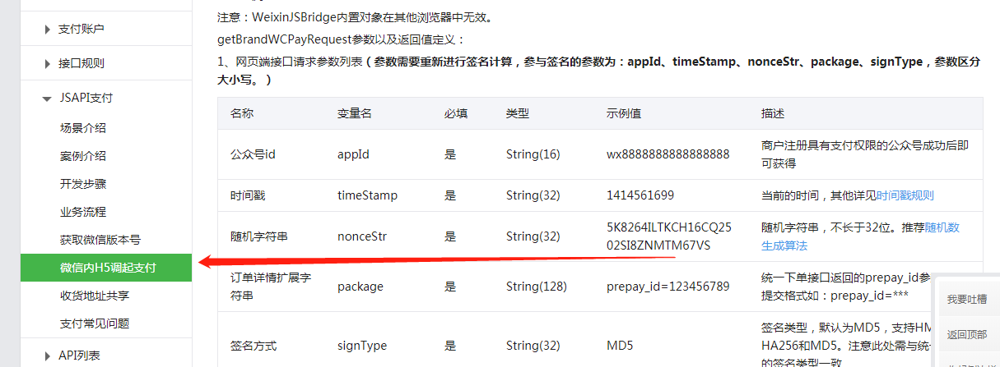 注意：WeixinJSBridge内置对象在其他浏览器中无效。
getBrandWCPayRequest参数以及返回值定义：
1、网页端接口请求参数列表（参数需要重新进行签名计算，参与签名的参数为：appId、timeStamp、nonceStr、package、signType，参数区分
大小写。）
支付账户
接口规则
JSAPI支付
场景介绍
案例介绍
开发步骤
业务流程
获取微信版本号
微信内H5调起支付
收货地址共享
支付常见问题
API列表
名称 变量名 必填 类型 示例值 描述
公众号id appId 是 String(16) wx8888888888888888 商户注册具有支付权限的公众号成功后即
可获得
时间戳 timeStamp 是 String(32) 1414561699 当前的时间，其他详见时间戳规则
随机字符串 nonceStr 是 String(32) 5K8264ILTKCH16CQ25
02SI8ZNMTM67VS
随机字符串，不长于32位。推荐随机数
生成算法
订单详情扩展字
符串
package 是 String(128) prepay_id=123456789 统一下单接口返回的prepay_id参
提交格式如：prepay_id=***
签名方式 signType 是 String(32) MD5 签名类型，默认为MD5，支持HM
HA256和MD5。注意此处需与统一
的签名类型一致
我要吐槽
返回顶部